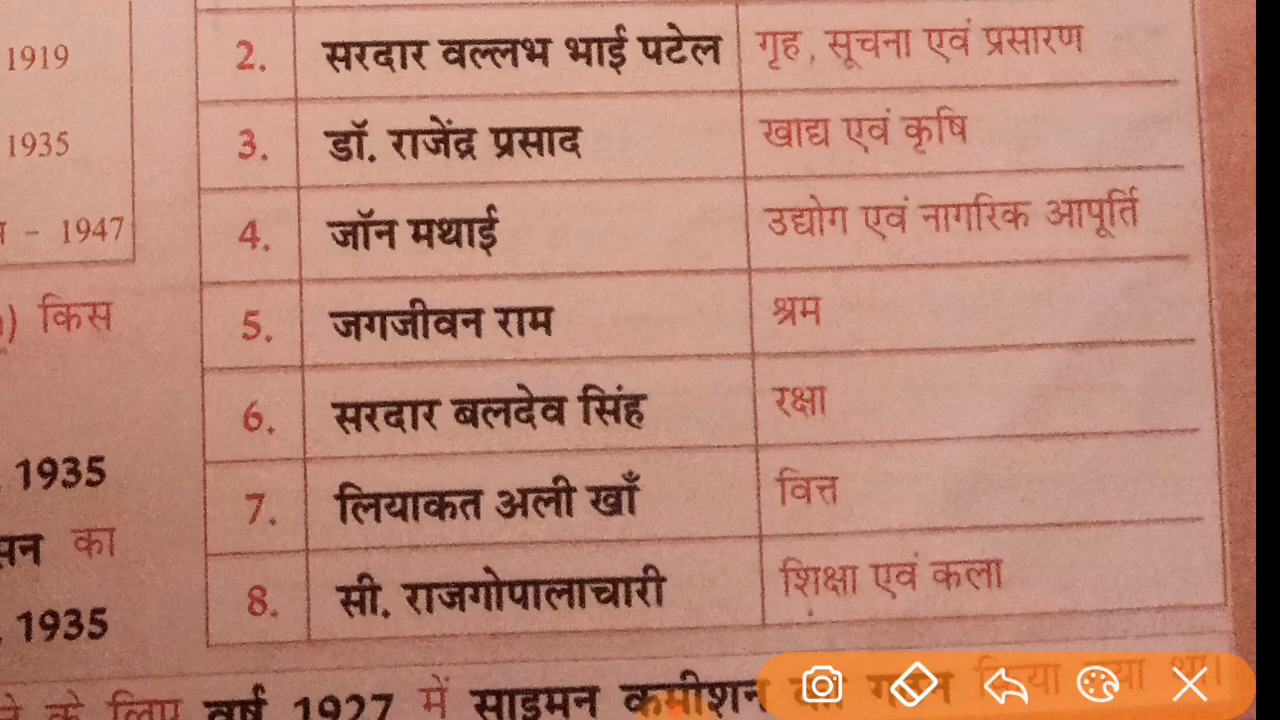 1919
1935
- 1947
किस
1935
का
1935
2. सरदार वल्लभ भाई पटेल गृह, सूचना एवं प्रसारण
3. डॉ. राजेंद्र प्रसाद खाद्य एवं कृषि
4. जॉन मथाई उद्योग एवं नागरिक आपूर्ति
5. जगजीवन राम श्रम
6. सरदार बलदेव सिंह रक्षा
7. लियाकत अली खाँ वित्त
8. सी. राजगोपालाचारी शिक्षा एवं कला
के लिए वर्ष 1927 में साइमन कमीशन का गठन किया गया था।